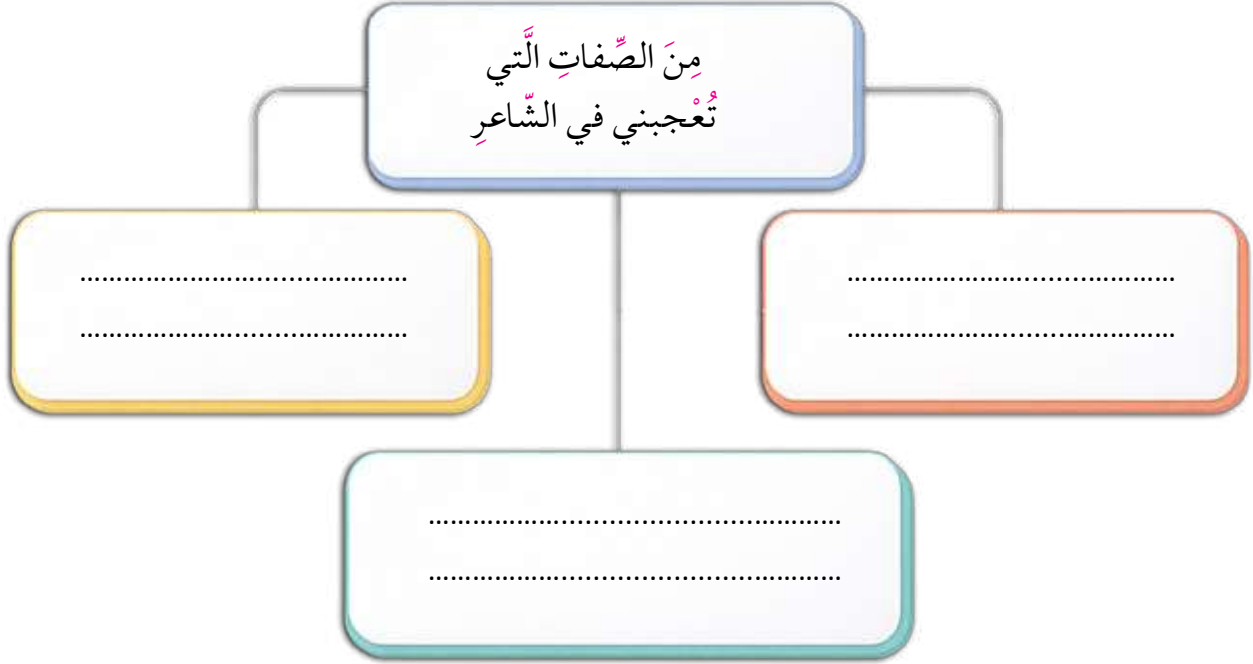 مِنَ الصِّفاتِ الَّتي
تُعْجبني في الشّاعرِ